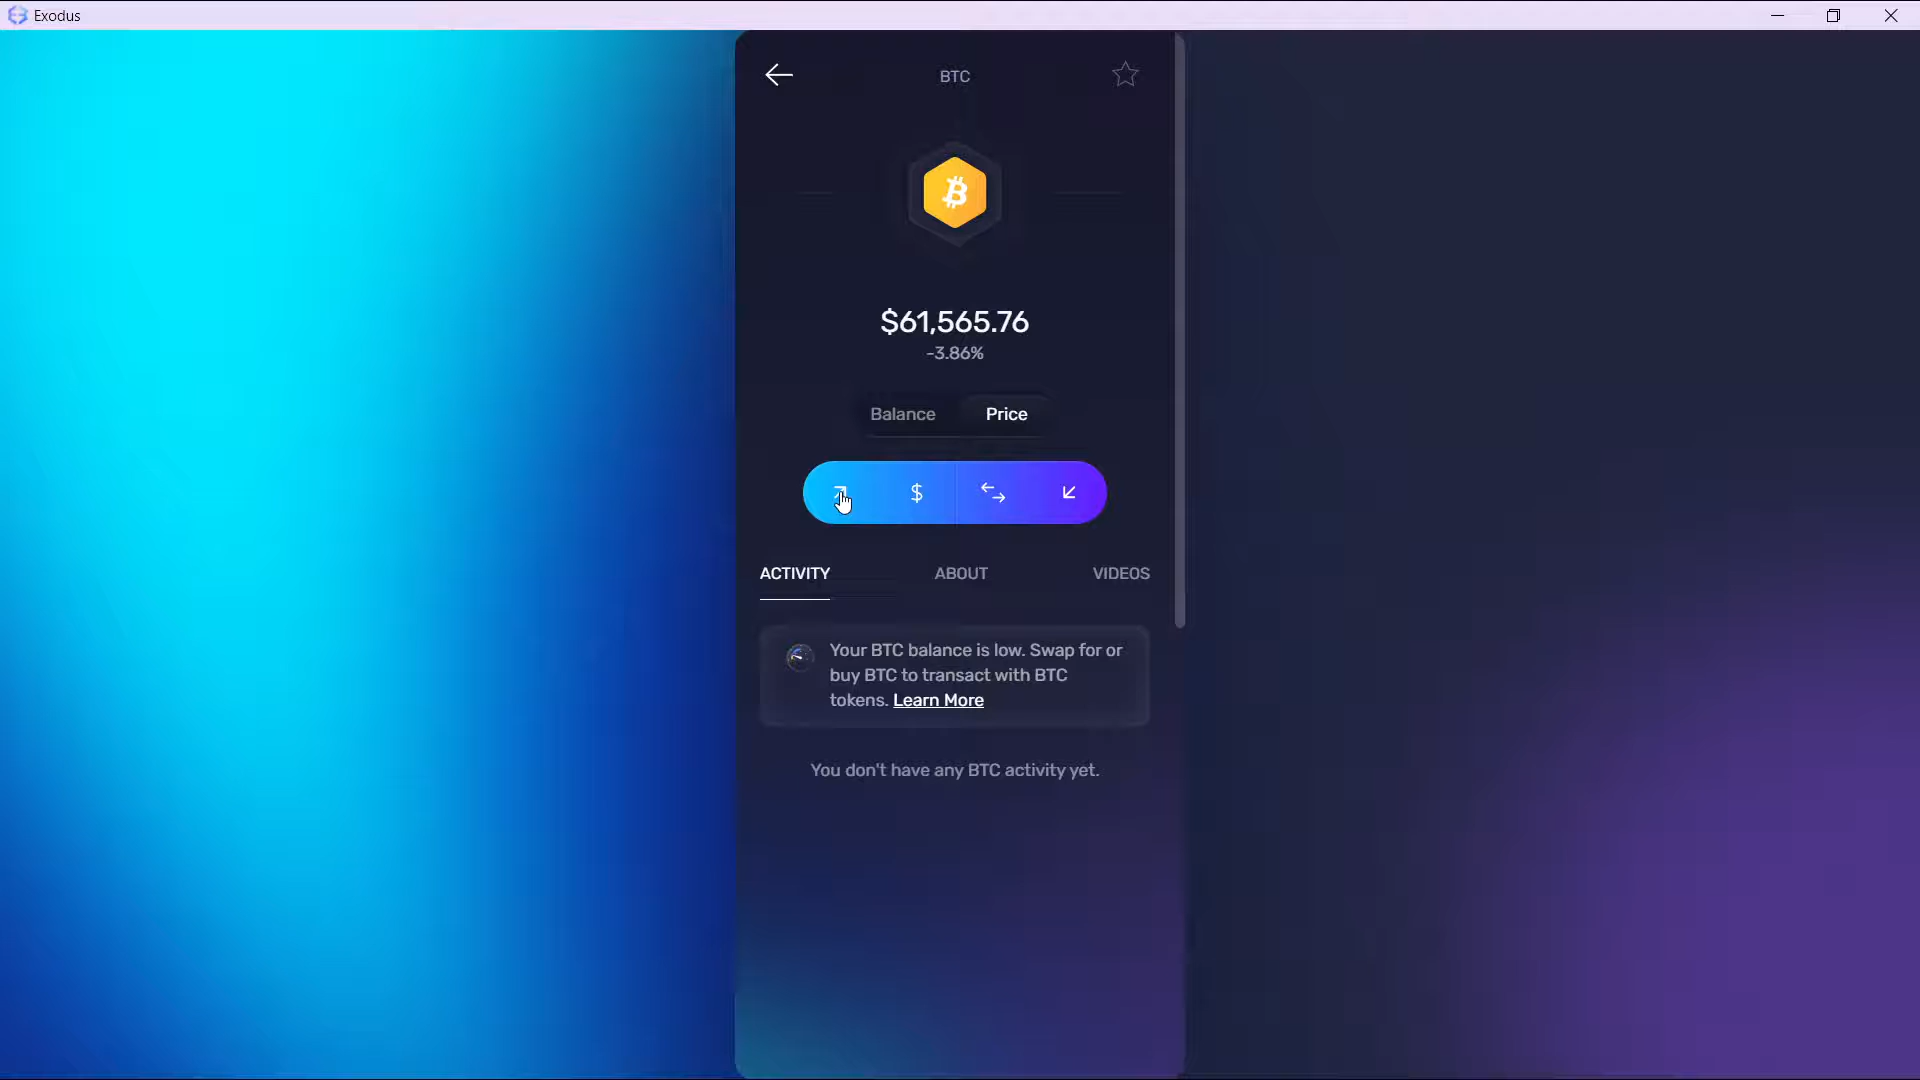 Exodus
BTC
$61,565.76
-3.86%
Balance Price
$
ACTIVITY ABOUT VIDEOS
Your BTC balance is low. Swap for or
buy BTC to transact with BTC
tokens. Learn More
You don't have any BTC activity yet.